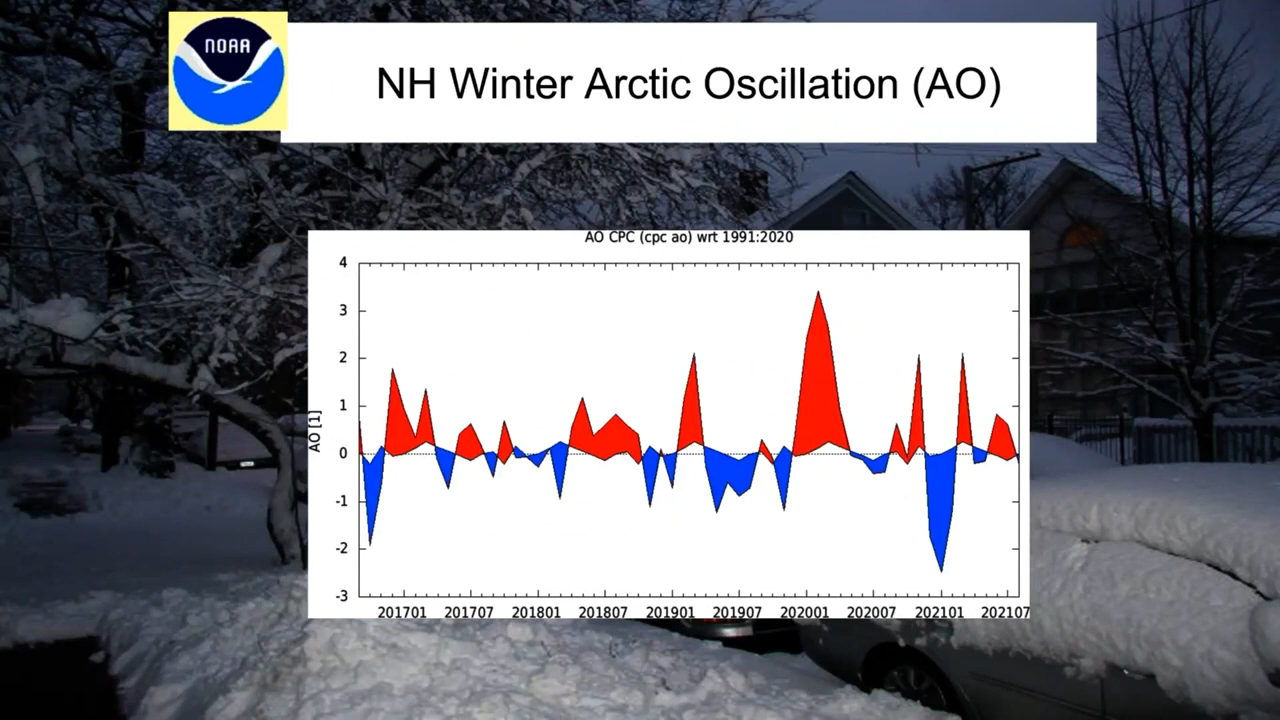 NOAA
NH Winter Arctic Oscillation (AO)
AO CPC (cpc ao) wrt 1991:2020
4
3
2
1
0
-1
-2
-3
AO [1]
201701 201707 201801 201807 201901 201907 202001 202007 202101 202107